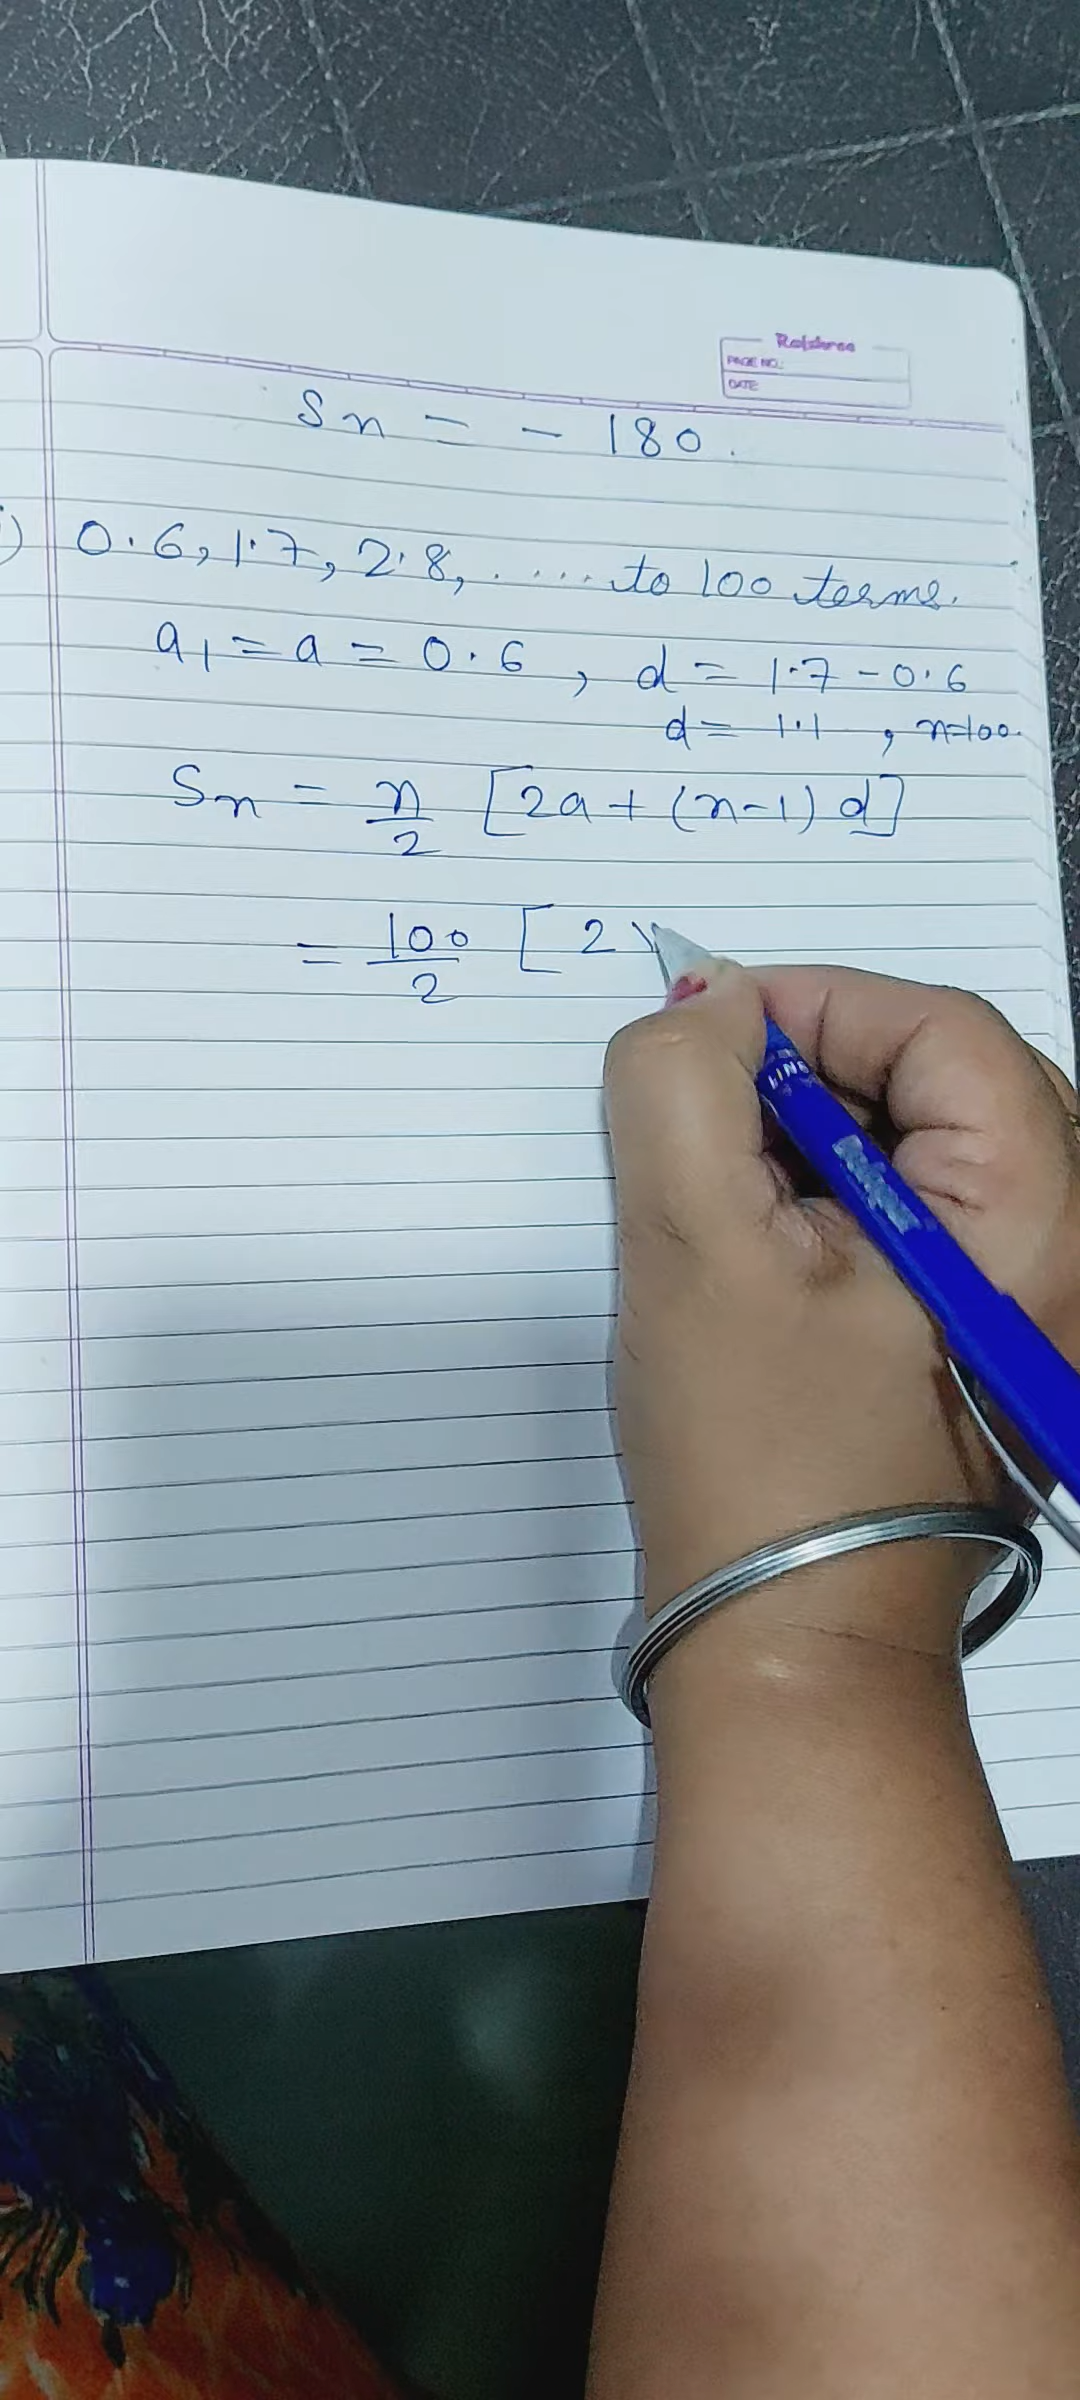 Rajshree
PAGE NO.:
DATE:
Sn = - 180.
i) 0.6, 1.7, 2.8, ..... to 100 terms.
a1 = a = 0.6, d = 1.7 - 0.6
d = 1.1, n=100.
Sn = n/2 [2a + (n-1) d]
= 100/2 [ 2
LINC